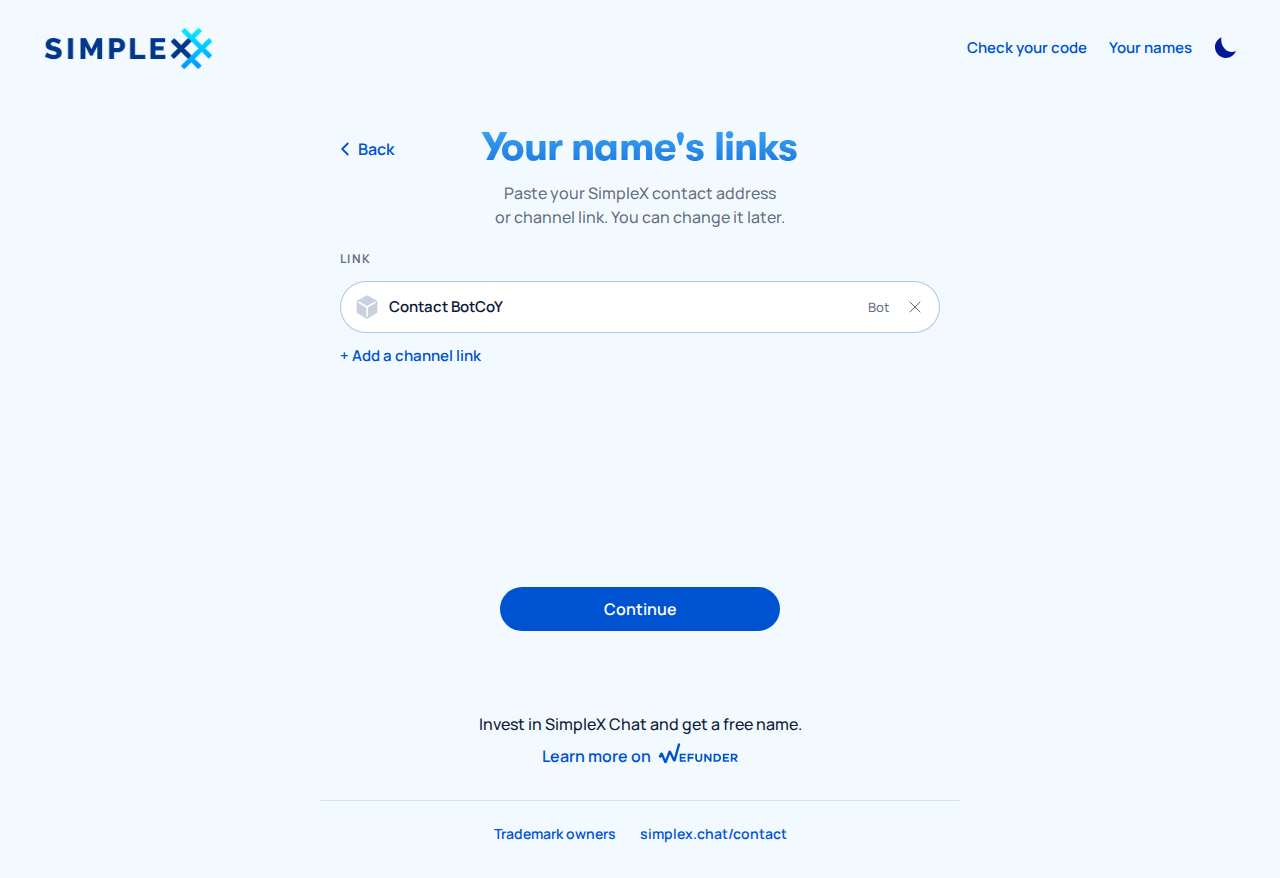 SIMPLEX
Check your code
Your names
Back
Your name's links
Paste your SimpleX contact address
or channel link. You can change it later.
LINK
Contact BotCoY
Bot
+ Add a channel link
Continue
Invest in SimpleX Chat and get a free name.
Learn more on WEFUNDER
Trademark owners
simplex.chat/contact